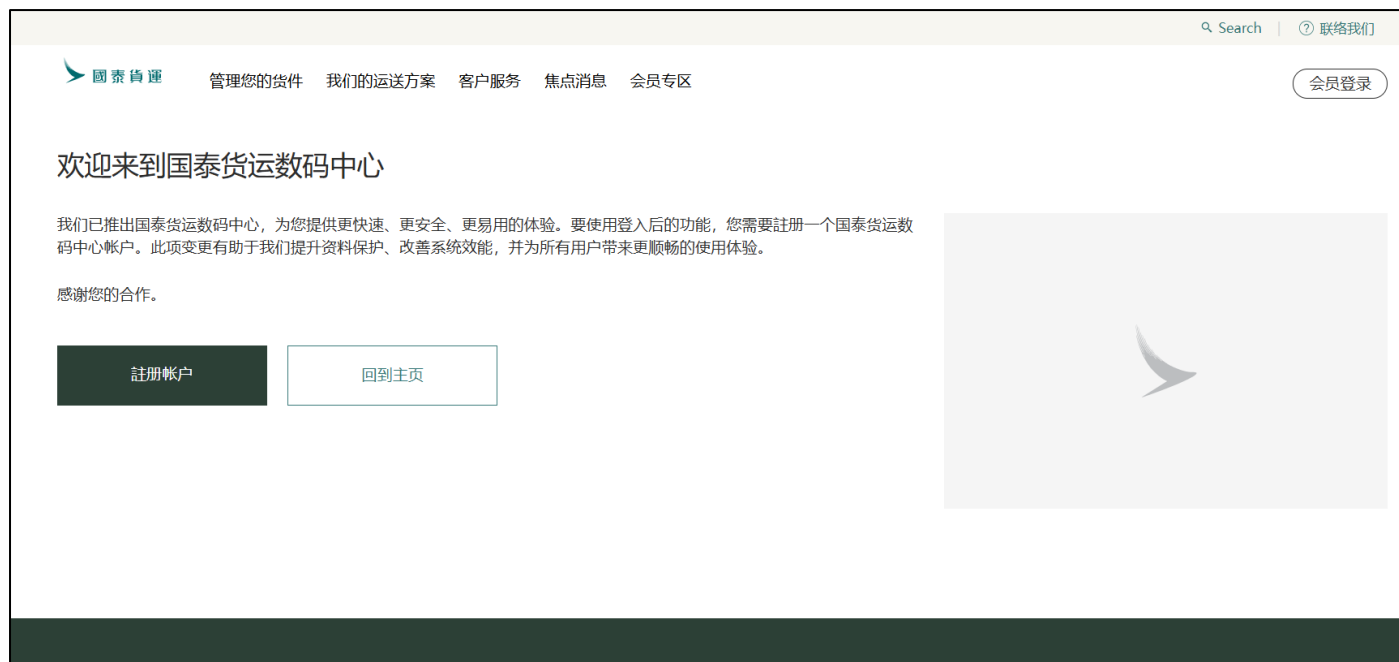 Search | 联络我们
國泰貨運 管理您的货件 我们的运送方案 客户服务 焦点消息 会员专区 会员登录
欢迎来到国泰货运数码中心
我们已推出国泰货运数码中心，为您提供更快速、更安全、更易用的体验。要使用登入后的功能，您需要註册一个国泰货运数
码中心帐户。此项变更有助于我们提升资料保护、改善系统效能，并为所有用户带来更顺畅的使用体验。
感谢您的合作。
註册帐户 回到主页